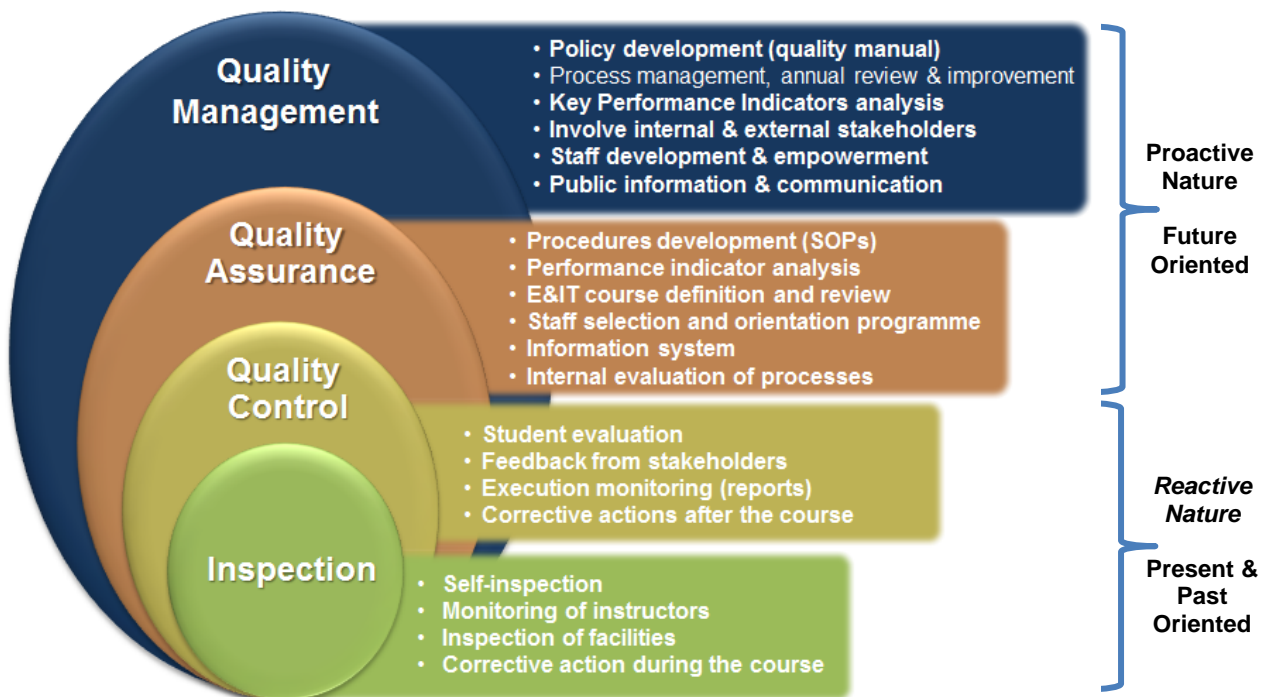 Quality
Management
• Policy development (quality manual)
• Process management, annual review & improvement
• Key Performance Indicators analysis
• Involve internal & external stakeholders
• Staff development & empowerment
• Public information & communication
Quality
Assurance
• Procedures development (SOPs)
• Performance indicator analysis
• E&IT course definition and review
• Staff selection and orientation programme
• Information system
• Internal evaluation of processes
Quality
Control
• Student evaluation
• Feedback from stakeholders
• Execution monitoring (reports)
• Corrective actions after the course
Inspection
• Self-inspection
• Monitoring of instructors
• Inspection of facilities
• Corrective action during the course
Proactive
Nature
Future
Oriented
Reactive
Nature
Present &
Past
Oriented